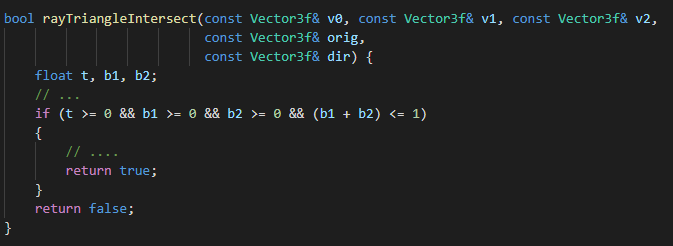 bool rayTriangleIntersect(const Vector3f& v0, const Vector3f& v1, const Vector3f& v2,
const Vector3f& orig,
const Vector3f& dir) {
float t, b1, b2;
// ...
if (t >= 0 && b1 >= 0 && b2 >= 0 && (b1 + b2) <= 1)
{
// ....
return true;
}
return false;
}